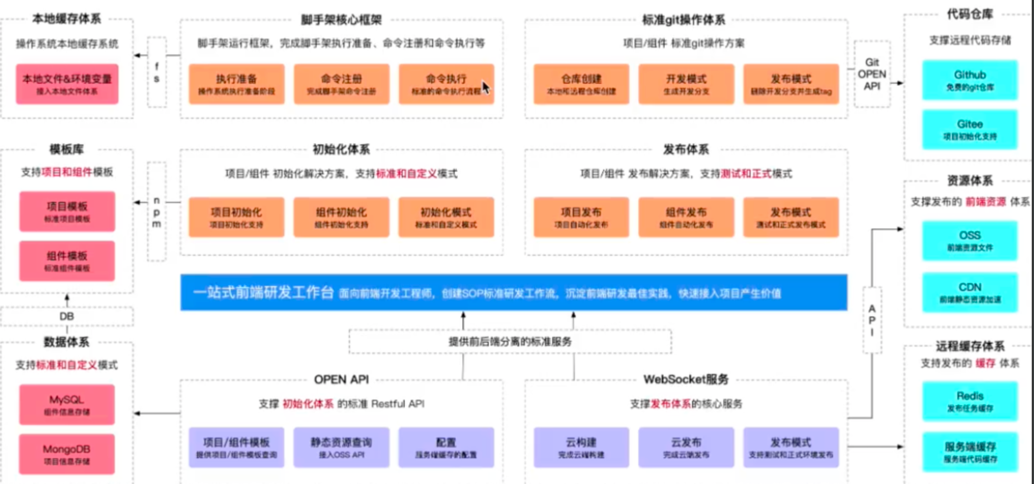 本地缓存体系
操作系统本地缓存系统
本地文件&环境变量
接入本地文件体系
fs
脚手架核心框架
脚手架运行框架，完成脚手架执行准备、命令注册和命令执行等
执行准备
操作系统执行准备阶段
命令注册
完成脚手架命令注册
命令执行
标准的命令执行流程
标准git操作体系
项目/组件 标准git操作方案
仓库创建
本地和远程仓库创建
开发模式
生成开发分支
发布模式
删除开发分支并生成tag
Git
OPEN
API
代码仓库
支撑远程代码存储
Github
免费的git仓库
Gitee
项目初始化支持
模板库
支持项目和组件模板
项目模板
标准项目模板
组件模板
标准组件模板
npm
初始化体系
项目/组件 初始化解决方案，支持标准和自定义模式
项目初始化
项目初始化支持
组件初始化
组件初始化支持
初始化模式
标准和自定义模式
发布体系
项目/组件 发布解决方案，支持测试和正式模式
项目发布
项目自动化发布
组件发布
组件自动化发布
发布模式
测试和正式发布模式
资源体系
支撑发布的 前端资源 体系
OSS
前端资源文件
CDN
前端静态资源加速
一站式前端研发工作台 面向前端开发工程师，创建SOP标准研发工作流，沉淀前端研发最佳实践，快速接入项目产生价值
DB
提供前后端分离的标准服务
API
数据体系
支持标准和自定义模式
MySQL
组件信息存储
MongoDB
项目信息存储
OPEN API
支撑 初始化体系 的标准 Restful API
项目/组件模板
提供项目/组件模板查询
静态资源查询
接入OSS API
配置
服务端缓存的配置
WebSocket服务
支撑发布体系的核心服务
云构建
完成云端构建
云发布
完成云端发布
发布模式
支持测试和正式环境发布
远程缓存体系
支持发布的 缓存 体系
Redis
发布任务缓存
服务端缓存
服务端代码缓存